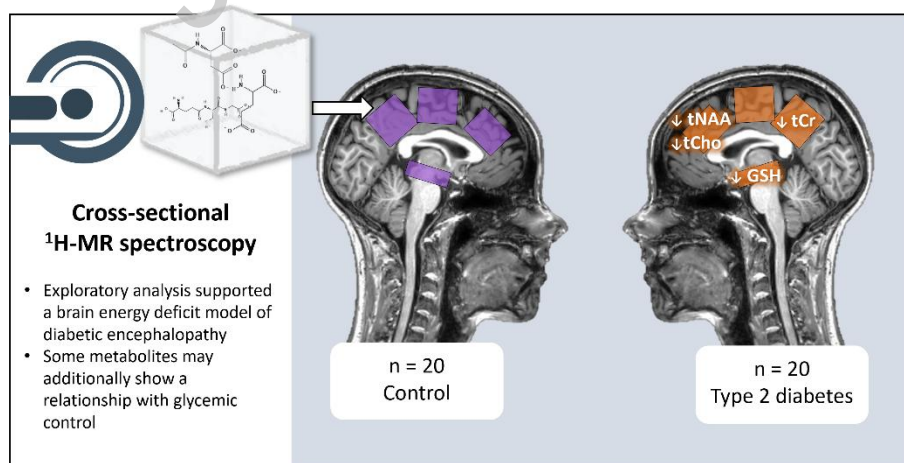 Cross-sectional
¹H-MR spectroscopy
• Exploratory analysis supported
a brain energy deficit model of
diabetic encephalopathy
• Some metabolites may
additionally show a
relationship with glycemic
control
n = 20
Control
↓ tNAA
↓tCho
↓ tCr
↓ GSH
n = 20
Type 2 diabetes